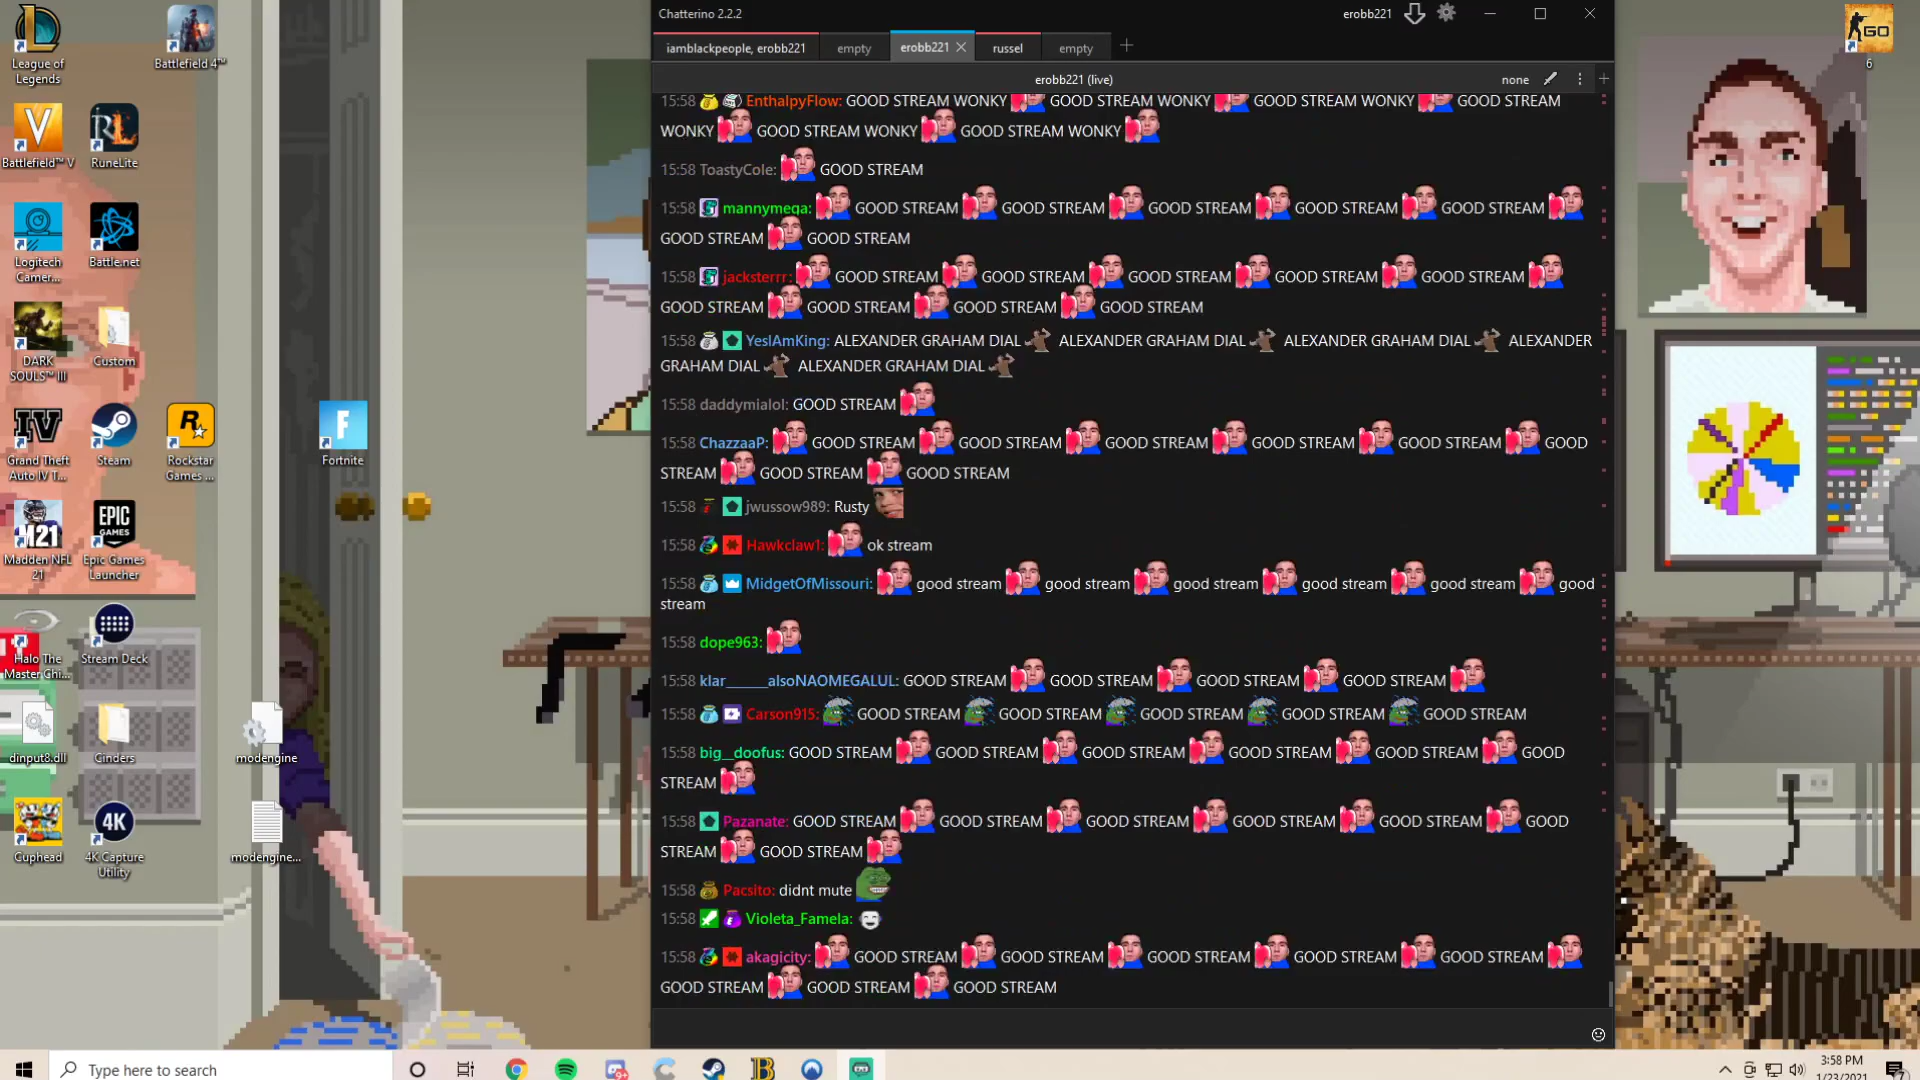 Chatterino 2.2.2
erobb221
iamblackpeople, erobb221
empty
erobb221
russel
empty
erobb221 (live)
none
15:58 EnthalpyFlow: GOOD STREAM WONKY GOOD STREAM WONKY GOOD STREAM WONKY GOOD STREAM
WONKY GOOD STREAM WONKY GOOD STREAM WONKY
15:58 ToastyCole: GOOD STREAM
15:58 mannymega: GOOD STREAM GOOD STREAM GOOD STREAM GOOD STREAM GOOD STREAM
GOOD STREAM GOOD STREAM
15:58 jacksterrr: GOOD STREAM GOOD STREAM GOOD STREAM GOOD STREAM GOOD STREAM
GOOD STREAM GOOD STREAM GOOD STREAM GOOD STREAM
15:58 YesIAmKing: ALEXANDER GRAHAM DIAL ALEXANDER GRAHAM DIAL ALEXANDER GRAHAM DIAL ALEXANDER
GRAHAM DIAL ALEXANDER GRAHAM DIAL
15:58 daddymialol: GOOD STREAM
15:58 ChazzaaP: GOOD STREAM GOOD STREAM GOOD STREAM GOOD STREAM GOOD STREAM GOOD
STREAM GOOD STREAM GOOD STREAM
15:58 jwussow989: Rusty
15:58 Hawkclaw1: ok stream
15:58 MidgetOfMissouri: good stream good stream good stream good stream good stream good
stream
15:58 dope963:
15:58 klar______alsoNAOMEGALUL: GOOD STREAM GOOD STREAM GOOD STREAM GOOD STREAM
15:58 Carson915: GOOD STREAM GOOD STREAM GOOD STREAM GOOD STREAM GOOD STREAM
15:58 big__doofus: GOOD STREAM GOOD STREAM GOOD STREAM GOOD STREAM GOOD STREAM GOOD
STREAM
15:58 Pazanate: GOOD STREAM GOOD STREAM GOOD STREAM GOOD STREAM GOOD STREAM GOOD
STREAM GOOD STREAM
15:58 Pacsito: didnt mute
15:58 Violeta_Famela:
15:58 akagicity: GOOD STREAM GOOD STREAM GOOD STREAM GOOD STREAM GOOD STREAM
GOOD STREAM GOOD STREAM GOOD STREAM
League of
Legends
Battlefield 4™
V
Battlefield™ V
RL
RuneLite
Logitech
Gamer...
Battle.net
DARK
SOULS™ III
Custom
IV
Grand Theft
Auto IV T...
Steam
R
Rockstar
Games ...
F
Fortnite
M21
Madden NFL
21
EPIC
GAMES
Epic Games
Launcher
Halo The
Master Chi...
Stream Deck
dinput8.dll
Cinders
modengine
Cuphead
4K
4K Capture
Utility
modengine...
GO
6
Type here to search
B
3:58 PM
1/23/2021
7